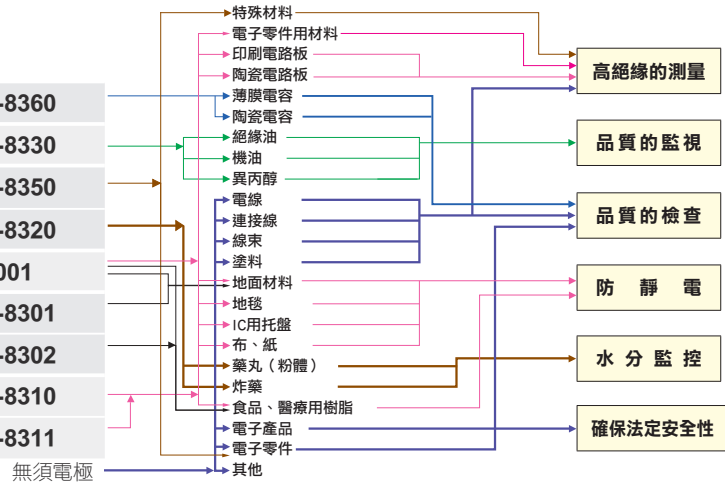 -8360
-8330
-8350
-8320
001
-8301
-8302
-8310
-8311
無須電極
特殊材料
電子零件用材料
印刷電路板
陶瓷電路板
薄膜電容
陶瓷電容
絕緣油
機油
異丙醇
電線
連接線
線束
塗料
地面材料
地毯
IC用托盤
布、紙
藥丸（粉體）
炸藥
食品、醫療用樹脂
電子產品
電子零件
其他
高絕緣的測量
品質的監視
品質的檢查
防靜電
水分監控
確保法定安全性